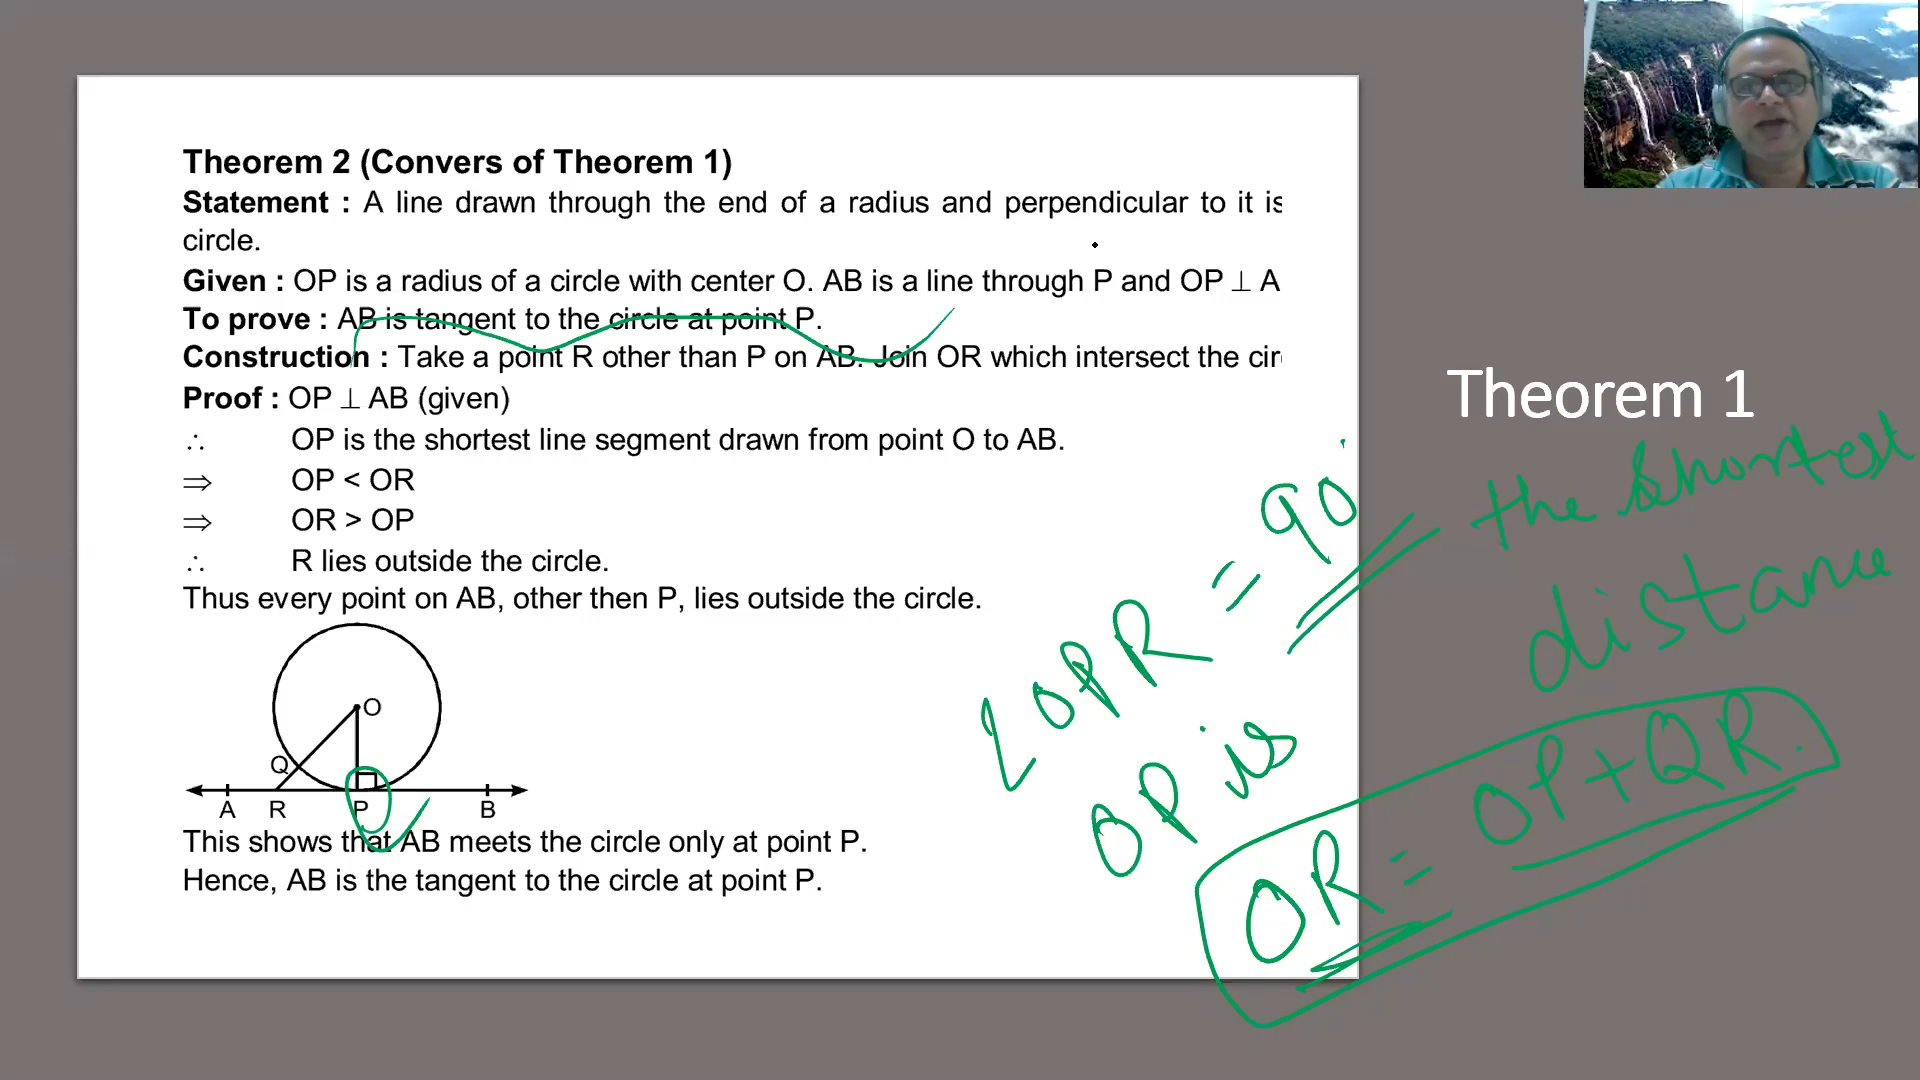 Theorem 2 (Convers of Theorem 1)
Statement : A line drawn through the end of a radius and perpendicular to it is
circle.
Given : OP is a radius of a circle with center O. AB is a line through P and OP ⊥ A
To prove : AB is tangent to the circle at point P.
Construction : Take a point R other than P on AB. Join OR which intersect the cir
Proof : OP ⊥ AB (given)
∴ OP is the shortest line segment drawn from point O to AB.
⇒ OP < OR
⇒ OR > OP
∴ R lies outside the circle.
Thus every point on AB, other then P, lies outside the circle.
O
Q
A R P B
This shows that AB meets the circle only at point P.
Hence, AB is the tangent to the circle at point P.
Theorem 1
∠OPR = 90°
OP is
the shortest
distance
OR = OP + QR.